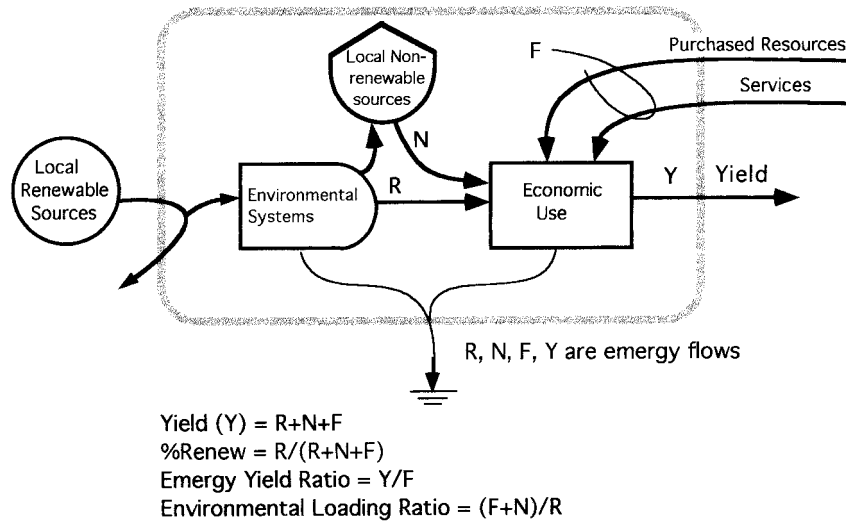 Local Non-
renewable
sources
F
Purchased Resources
Services
N
Local
Renewable
Sources
Environmental
Systems
R
Economic
Use
Y
Yield
R, N, F, Y are emergy flows
Yield (Y) = R+N+F
%Renew = R/(R+N+F)
Emergy Yield Ratio = Y/F
Environmental Loading Ratio = (F+N)/R